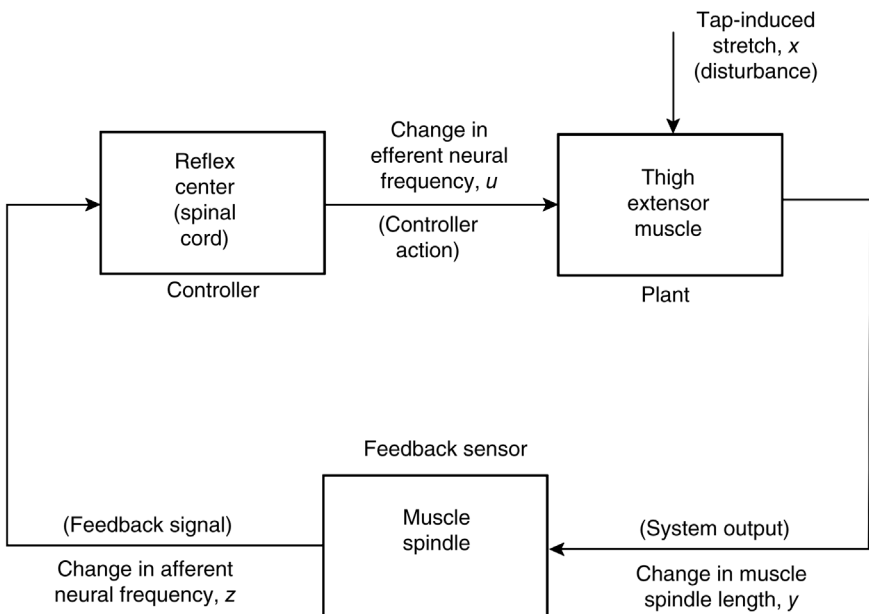 Tap-induced
stretch, x
(disturbance)
Change in
efferent neural
frequency, u
Reflex
center
(spinal
cord)
Thigh
extensor
muscle
(Controller
action)
Controller
Plant
Feedback sensor
Muscle
spindle
(Feedback signal)
(System output)
Change in afferent
neural frequency, z
Change in muscle
spindle length, y